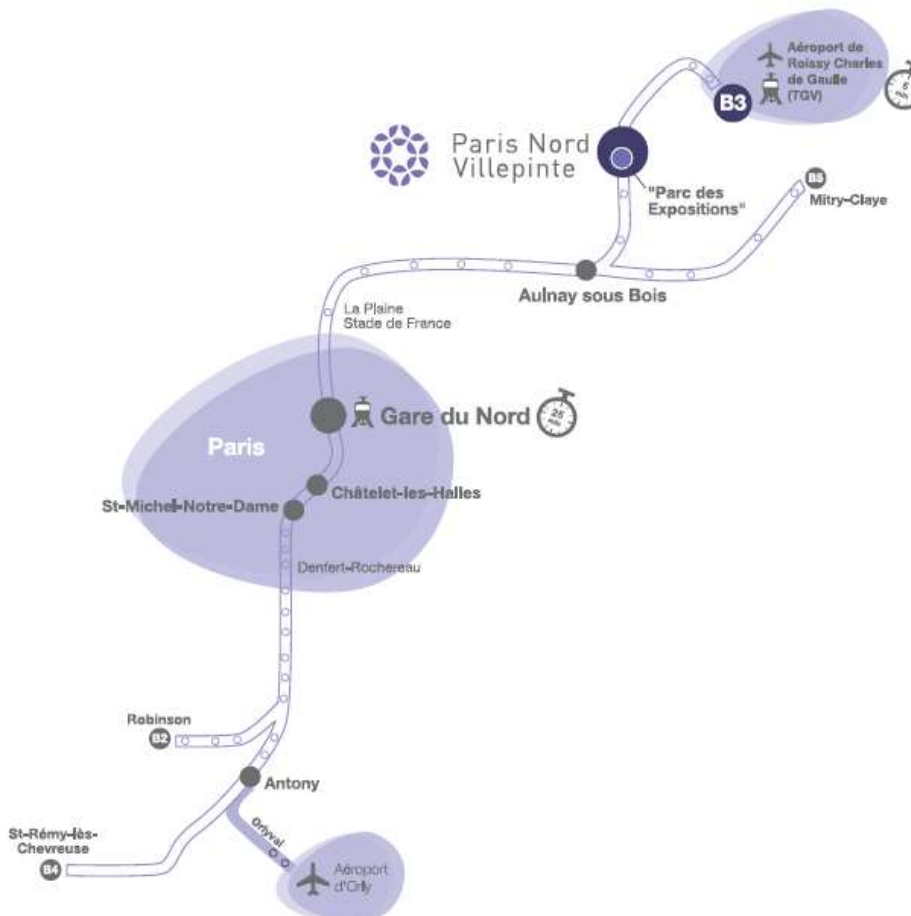 Aéroport de
Roissy Charles
de Gaulle
(TGV)
B3
Paris Nord
Villepinte
"Parc des
Expositions"
B5
Mitry-Claye
Aulnay sous Bois
La Plaine
Stade de France
Gare du Nord
25
min
Paris
Châtelet-les-Halles
St-Michel-Notre-Dame
Denfert-Rochereau
Robinson
B2
Antony
St-Rémy-lès-
Chevreuse
B4
Orlyval
Aéroport
d'Orly